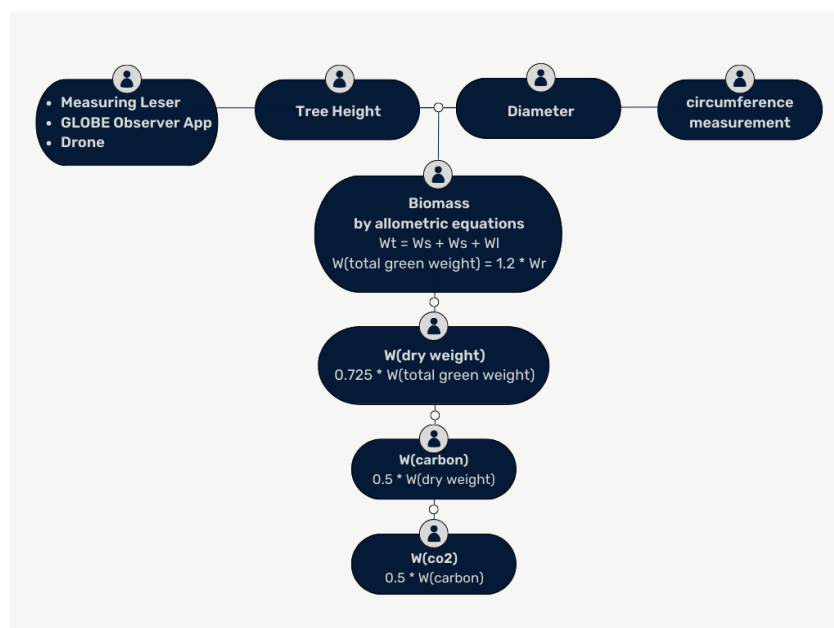 • Measuring Leser
• GLOBE Observer App
• Drone
Tree Height
Diameter
circumference
measurement
Biomass
by allometric equations
Wt = Ws + Ws + Wl
W(total green weight) = 1.2 * Wr
W(dry weight)
0.725 * W(total green weight)
W(carbon)
0.5 * W(dry weight)
W(co2)
0.5 * W(carbon)